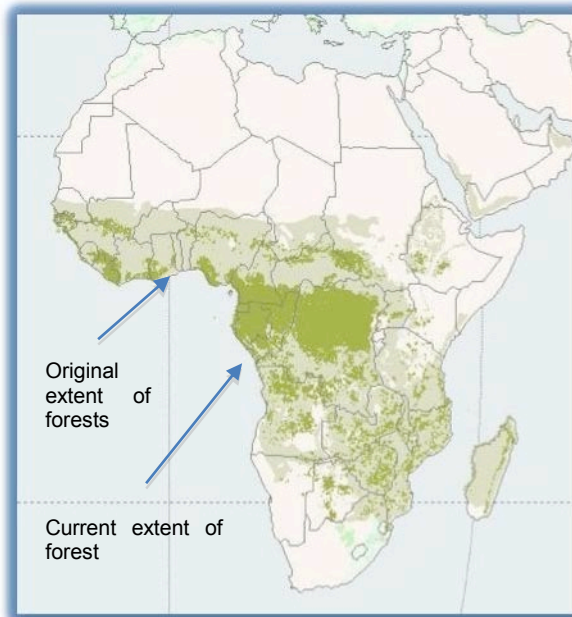 Original
extent of
forests
Current extent of
forest